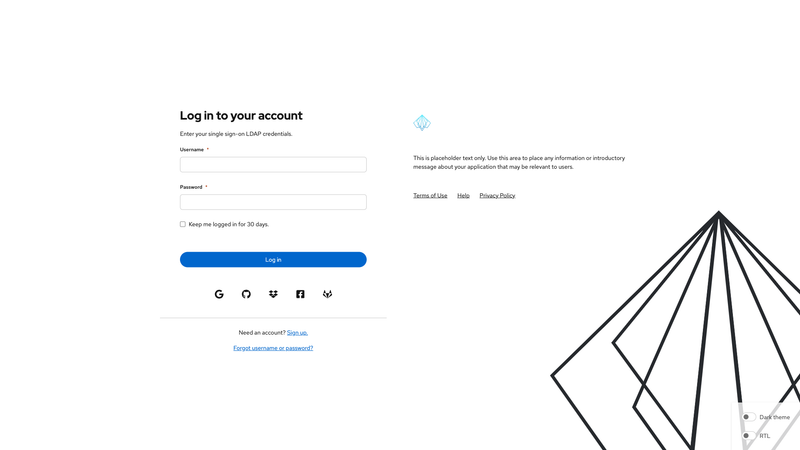 Log in to your account
Enter your single sign-on LDAP credentials.
Username *
Password *
Keep me logged in for 30 days.
Log in
Need an account? Sign up.
Forgot username or password?
This is placeholder text only. Use this area to place any information or introductory
message about your application that may be relevant to users.
Terms of Use Help Privacy Policy
Dark theme
RTL